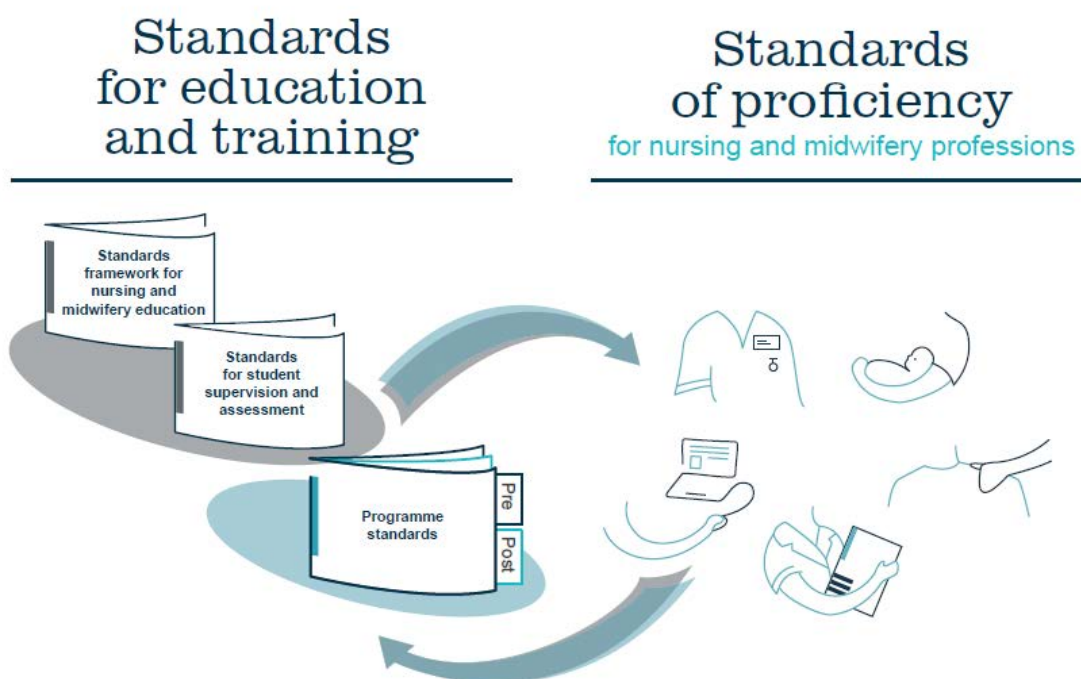 Standards
for education
and training
Standards
of proficiency
for nursing and midwifery professions
Standards
framework for
nursing and
midwifery education
Standards
for student
supervision and
assessment
Programme
standards
Pre
Post